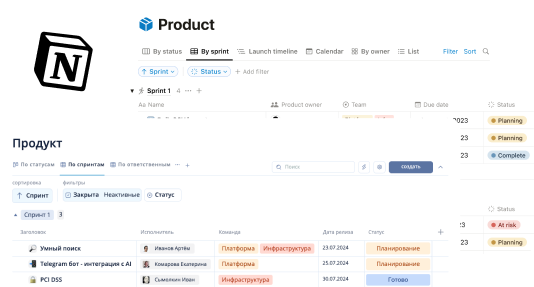 N
Product
By status By sprint Launch timeline Calendar By owner List Filter Sort
Sprint Status + Add filter
Sprint 1 4 ... +
Aa Name Product owner Team Due date Status
2023 Planning
23 Planning
23 Complete
Status
23 At risk
23 Planning
Продукт
По статусам По спринтам По ответственным ... +
Поиск создать
сортировка фильтры
Спринт Закрыта Неактивные Статус
Спринт 1 3
Заголовок Исполнитель Команда Дата релиза Статус +
Умный поиск Иванов Артём Платформа Инфраструктура 23.07.2024 Планирование
Telegram бот - интеграция с AI Комарова Екатерина Платформа 25.07.2024 Планирование
PCI DSS Сымолкин Иван Инфраструктура 30.07.2024 Готово